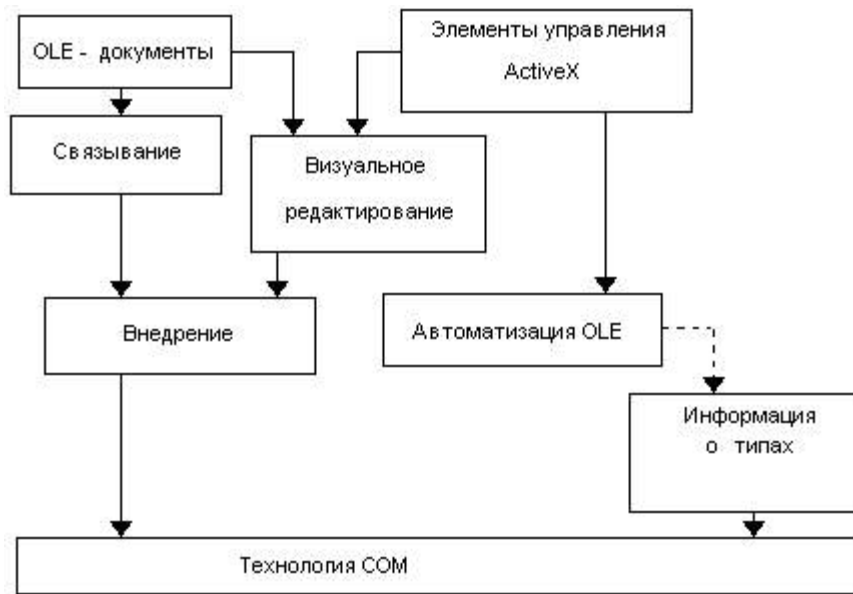 OLE - документы
Элементы управления
ActiveX
Связывание
Визуальное
редактирование
Внедрение
Автоматизация OLE
Информация
о типах
Технология COM